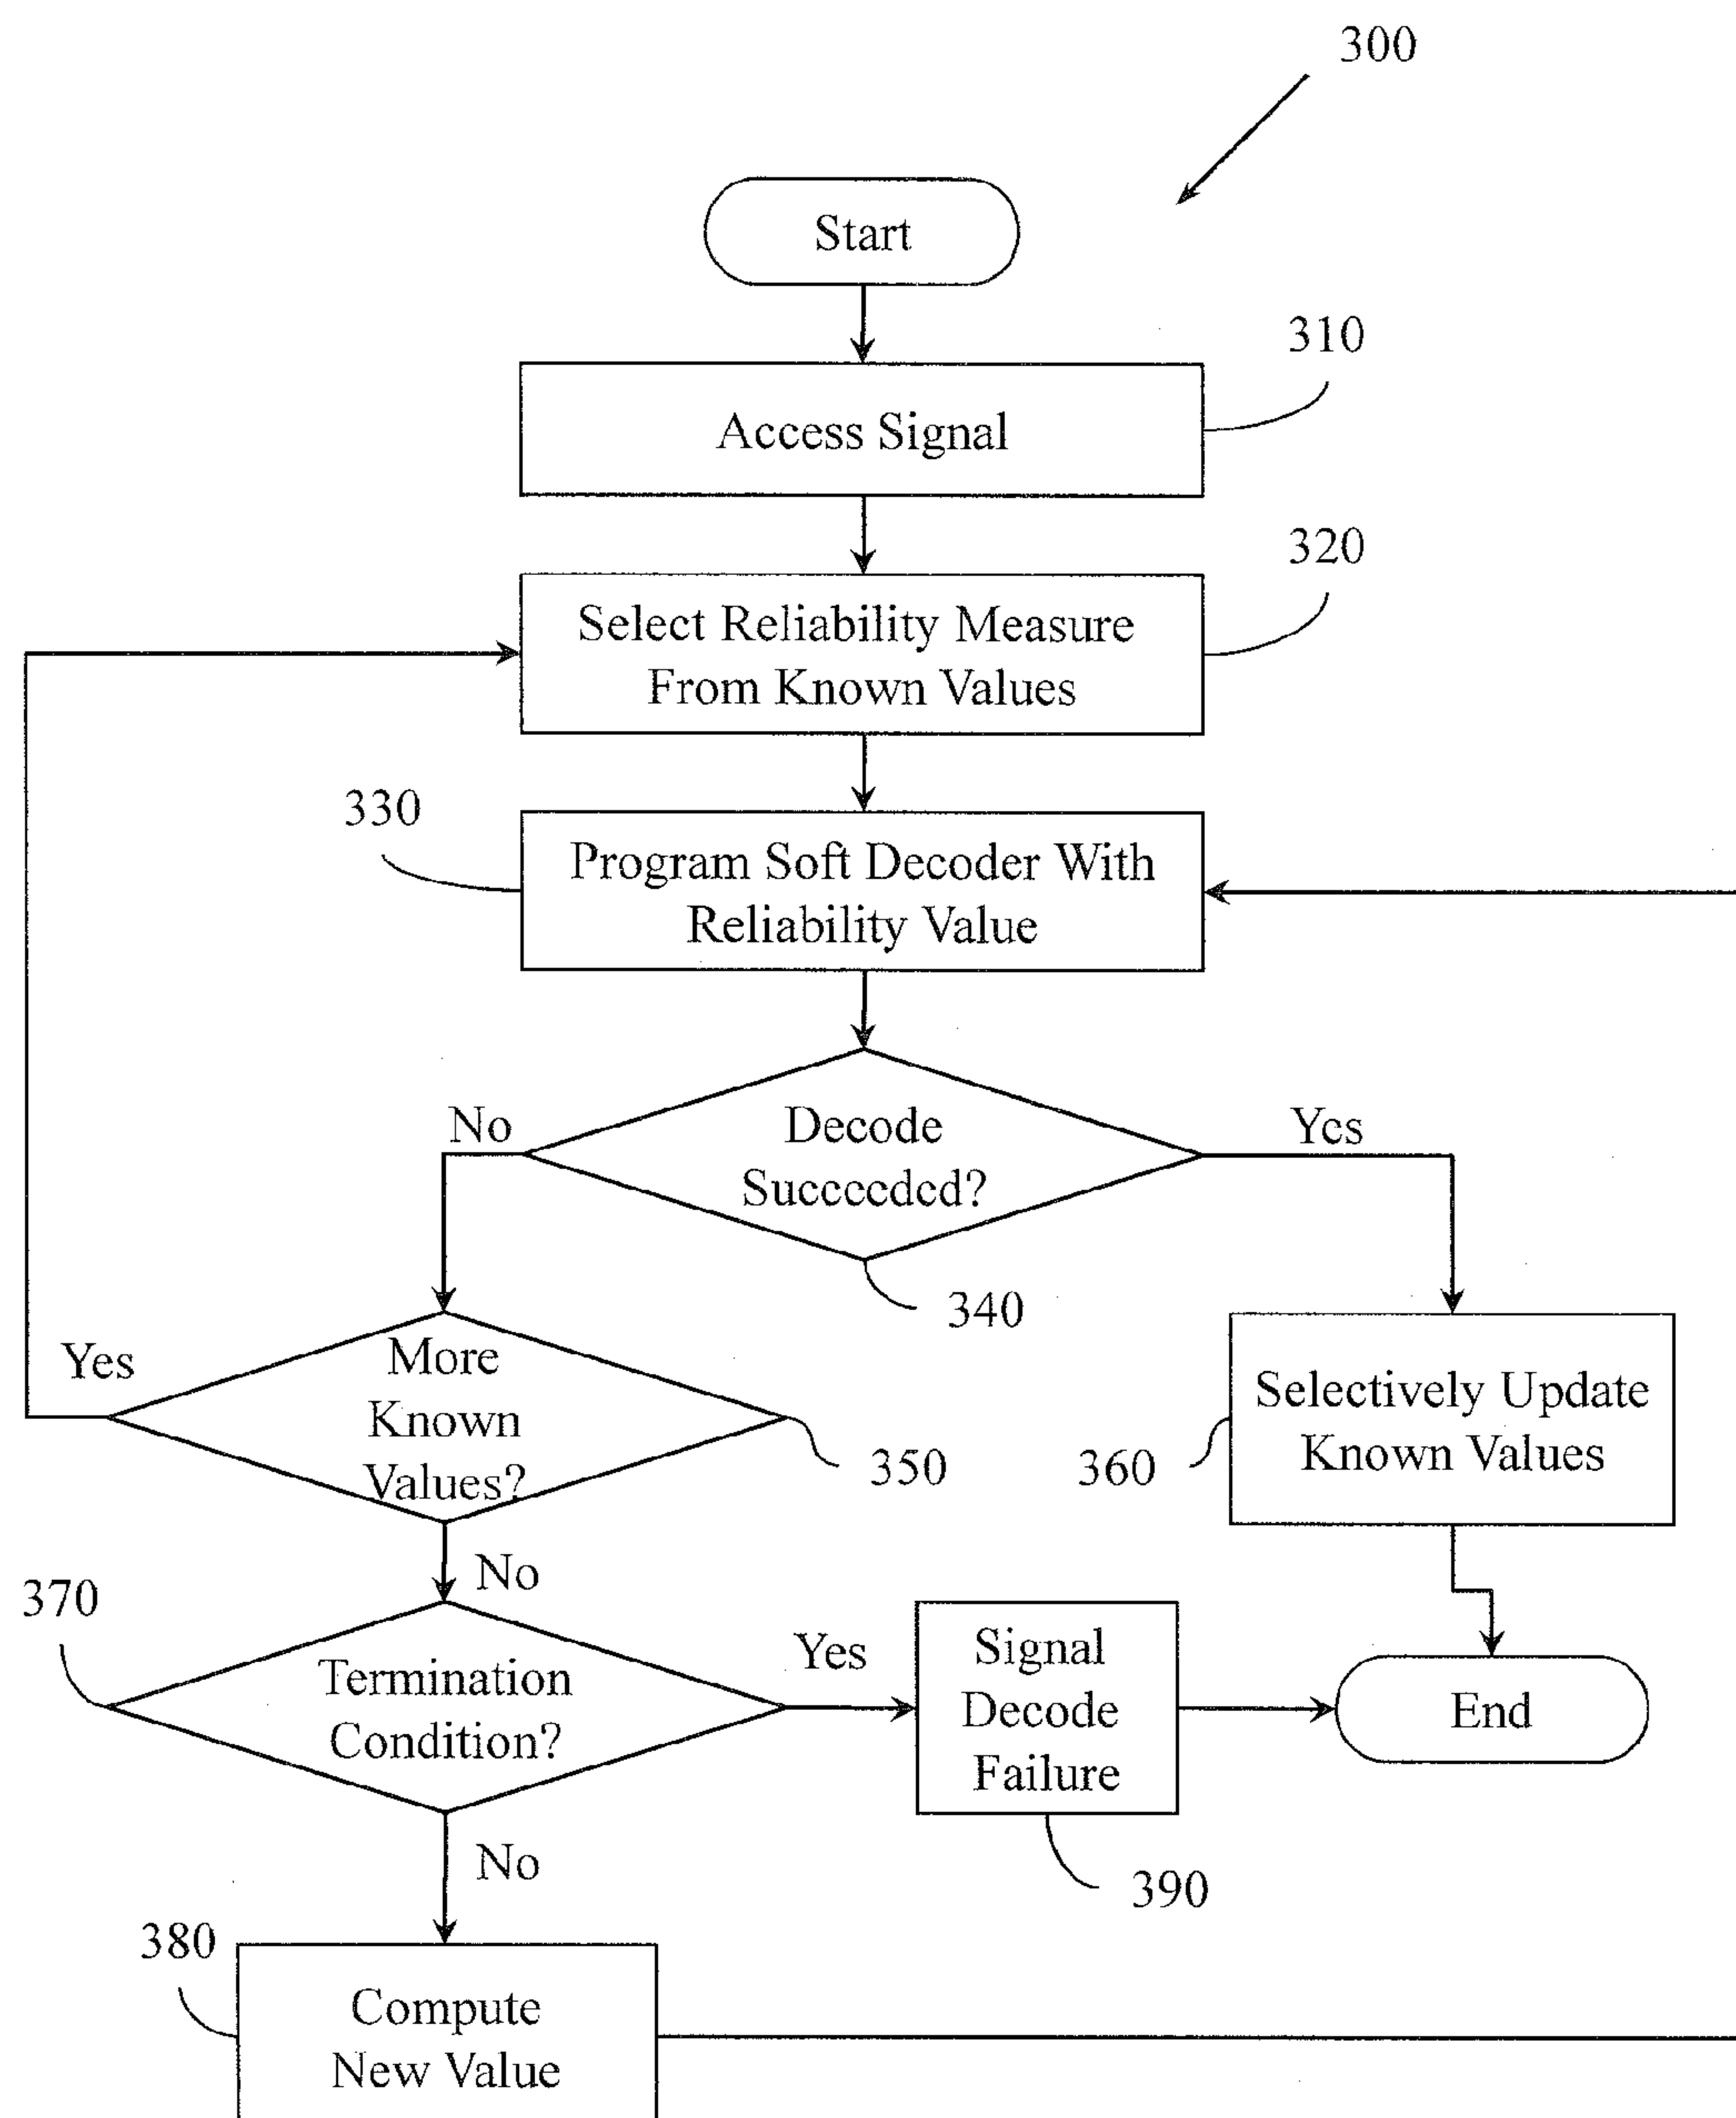 300
Start
310
Access Signal
320
Select Reliability Measure
From Known Values
330
Program Soft Decoder With
Reliability Value
No
Decode
Succeeded?
Yes
340
Yes
More
Known
Values?
350
360
Selectively Update
Known Values
No
370
Termination
Condition?
Yes
Signal
Decode
Failure
End
No
390
380
Compute
New Value